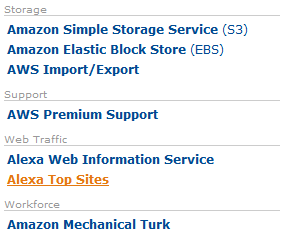 Storage
Amazon Simple Storage Service (S3)
Amazon Elastic Block Store (EBS)
AWS Import/Export
Support
AWS Premium Support
Web Traffic
Alexa Web Information Service
Alexa Top Sites
Workforce
Amazon Mechanical Turk